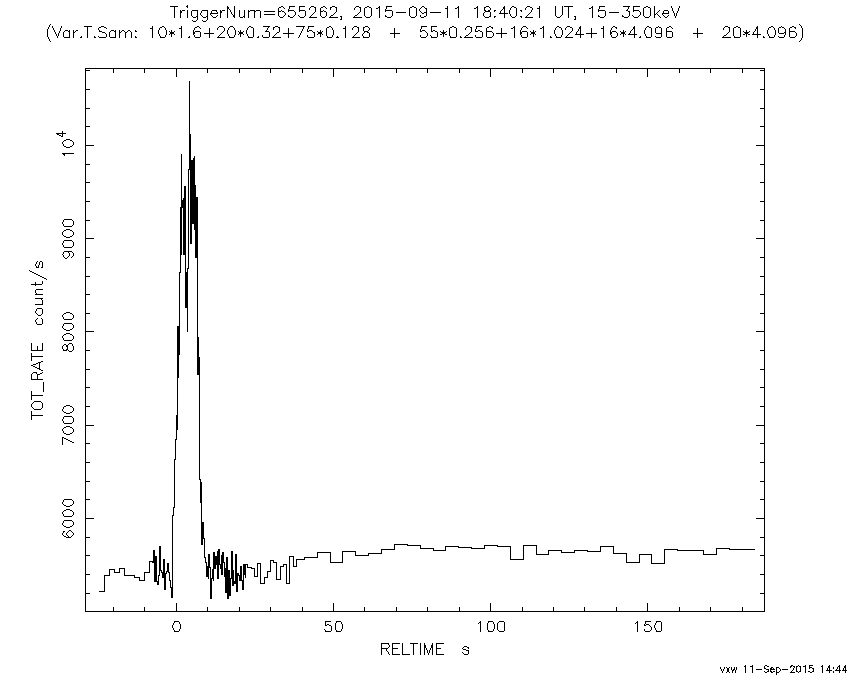 TriggerNum=655262, 2015-09-11 18:40:21 UT, 15-350keV
(Var.T.Sam: 10*1.6+20*0.32+75*0.128 + 55*0.256+16*1.024+16*4.096 + 20*4.096)
10^4
9000
8000
7000
6000
TOT_RATE count/s
0 50 100 150
RELTIME s
vxw 11-Sep-2015 14:44